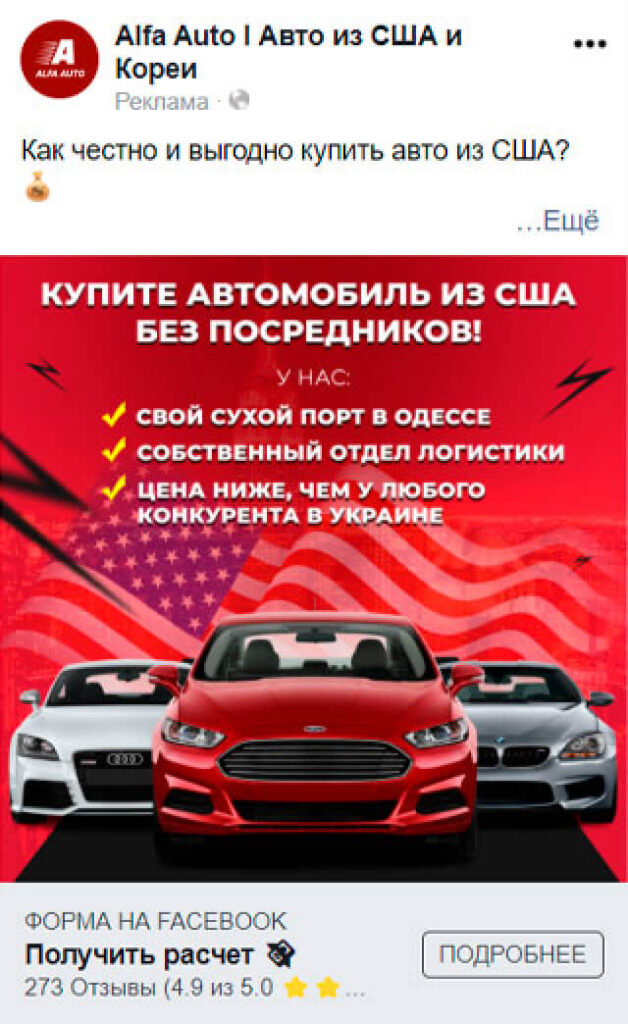 Alfa Auto | Авто из США и
Кореи
ALFA AUTO
Реклама ·
Как честно и выгодно купить авто из США?
...Ещё
КУПИТЕ АВТОМОБИЛЬ ИЗ США
БЕЗ ПОСРЕДНИКОВ!
У НАС:
СВОЙ СУХОЙ ПОРТ В ОДЕССЕ
СОБСТВЕННЫЙ ОТДЕЛ ЛОГИСТИКИ
ЦЕНА НИЖЕ, ЧЕМ У ЛЮБОГО
КОНКУРЕНТА В УКРАИНЕ
ФОРМА НА FACEBOOK
Получить расчет
273 Отзывы (4.9 из 5.0 ⭐⭐...
ПОДРОБНЕЕ